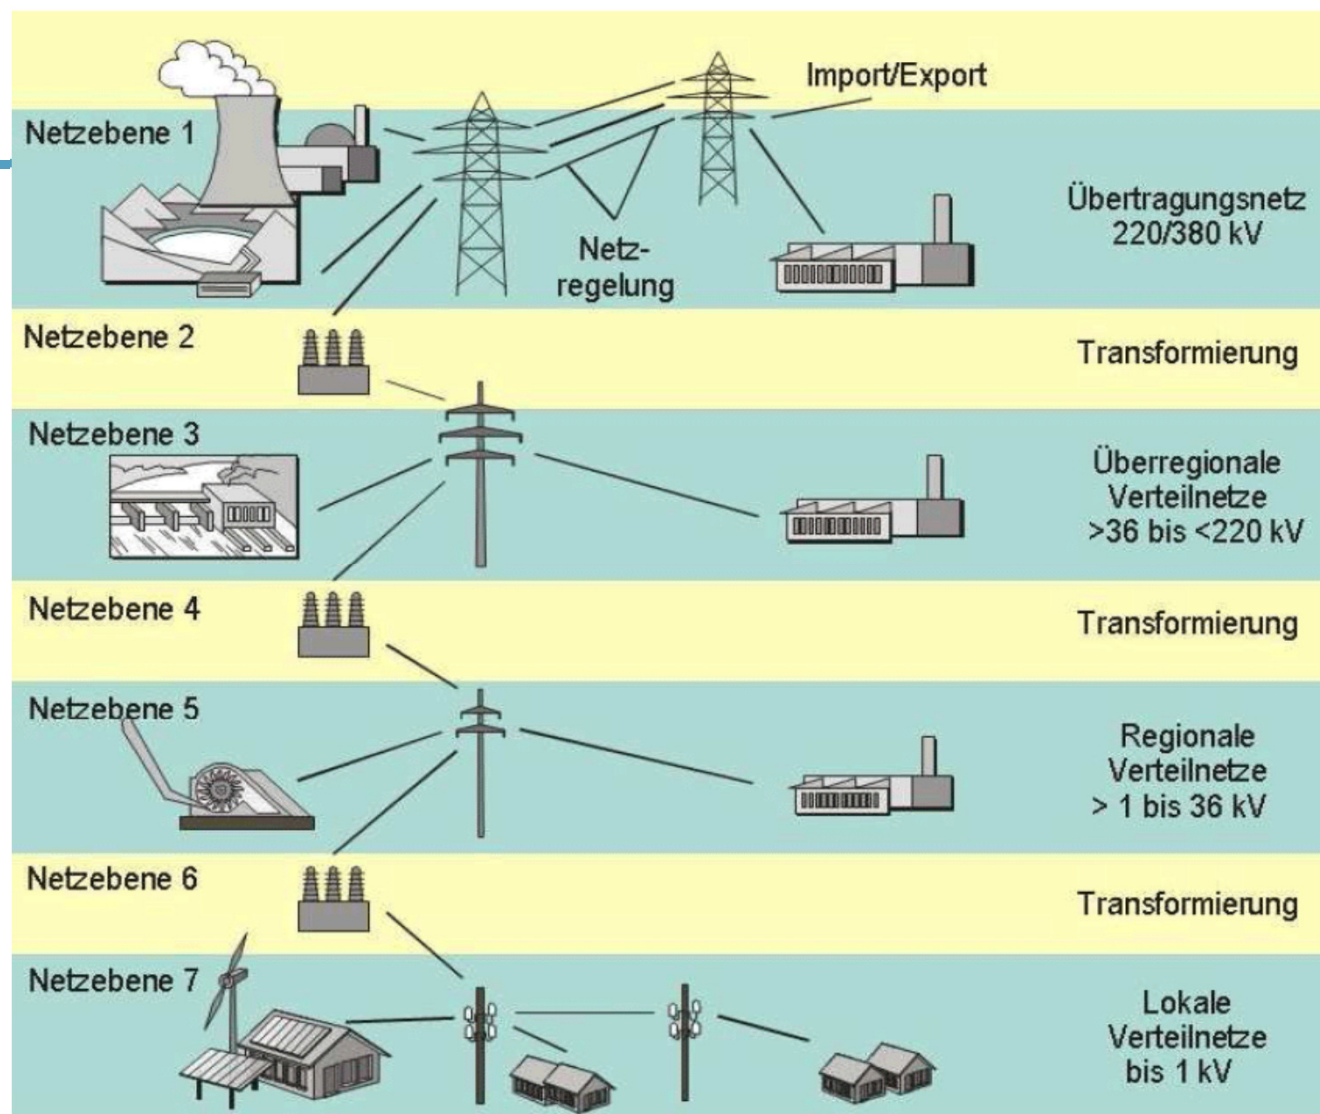 Import/Export
Netzebene 1
Übertragungsnetz
220/380 kV
Netz-
regelung
Netzebene 2
Transformierung
Netzebene 3
Überregionale
Verteilnetze
>36 bis <220 kV
Netzebene 4
Transformierung
Netzebene 5
Regionale
Verteilnetze
> 1 bis 36 kV
Netzebene 6
Transformierung
Netzebene 7
Lokale
Verteilnetze
bis 1 kV